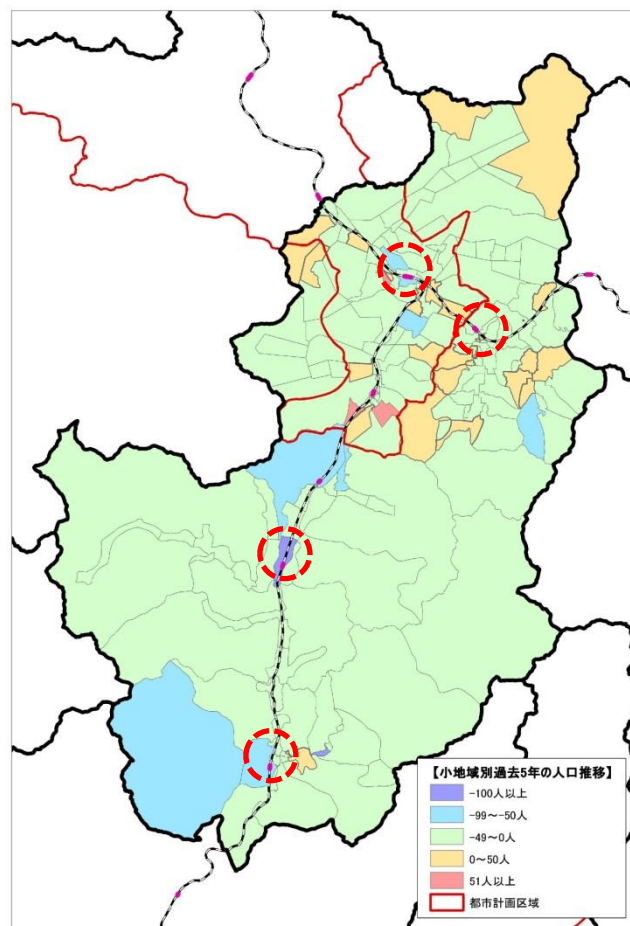 【小地域別過去5年の人口推移】
-100人以上
-99～-50人
-49～0人
0～50人
51人以上
都市計画区域